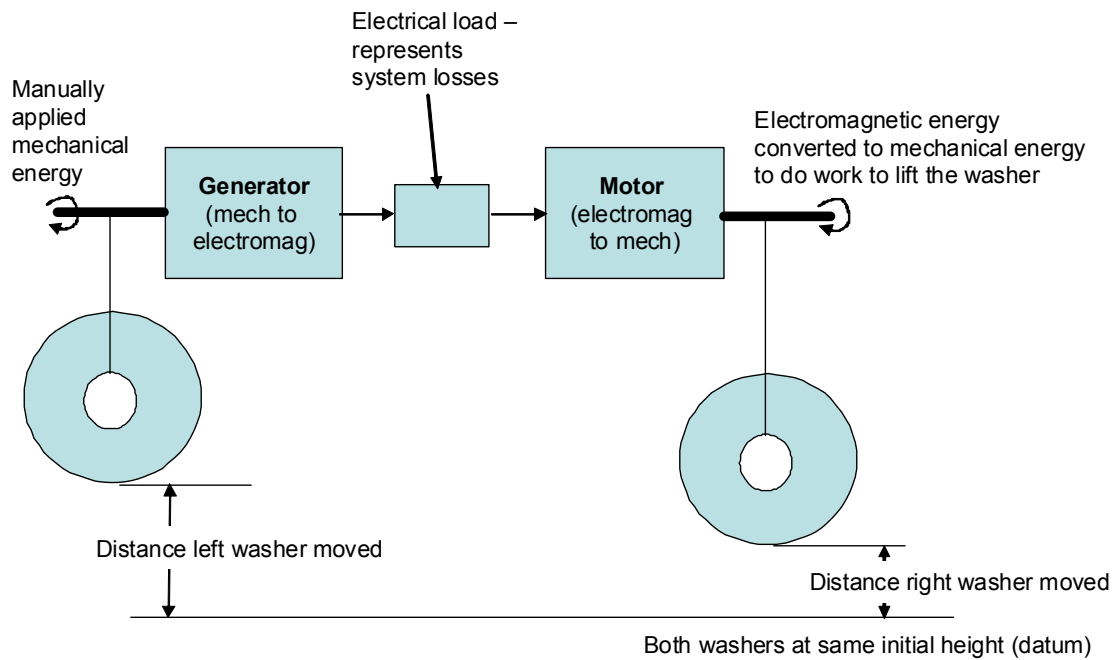 Electrical load –
represents
system losses
Manually
applied
mechanical
energy
Generator
(mech to
electromag)
Motor
(electromag
to mech)
Electromagnetic energy
converted to mechanical energy
to do work to lift the washer
Distance left washer moved
Distance right washer moved
Both washers at same initial height (datum)